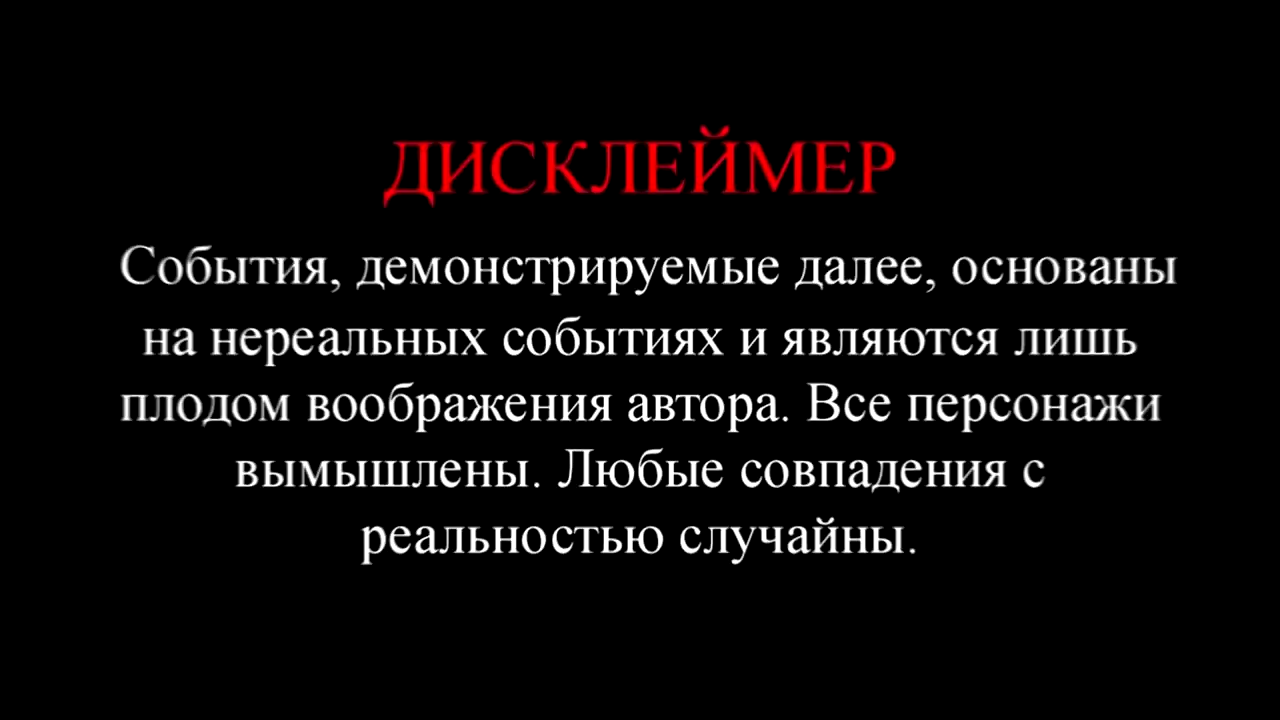 ДИСКЛЕЙМЕР
События, демонстрируемые далее, основаны
на нереальных событиях и являются лишь
плодом воображения автора. Все персонажи
вымышлены. Любые совпадения с
реальностью случайны.